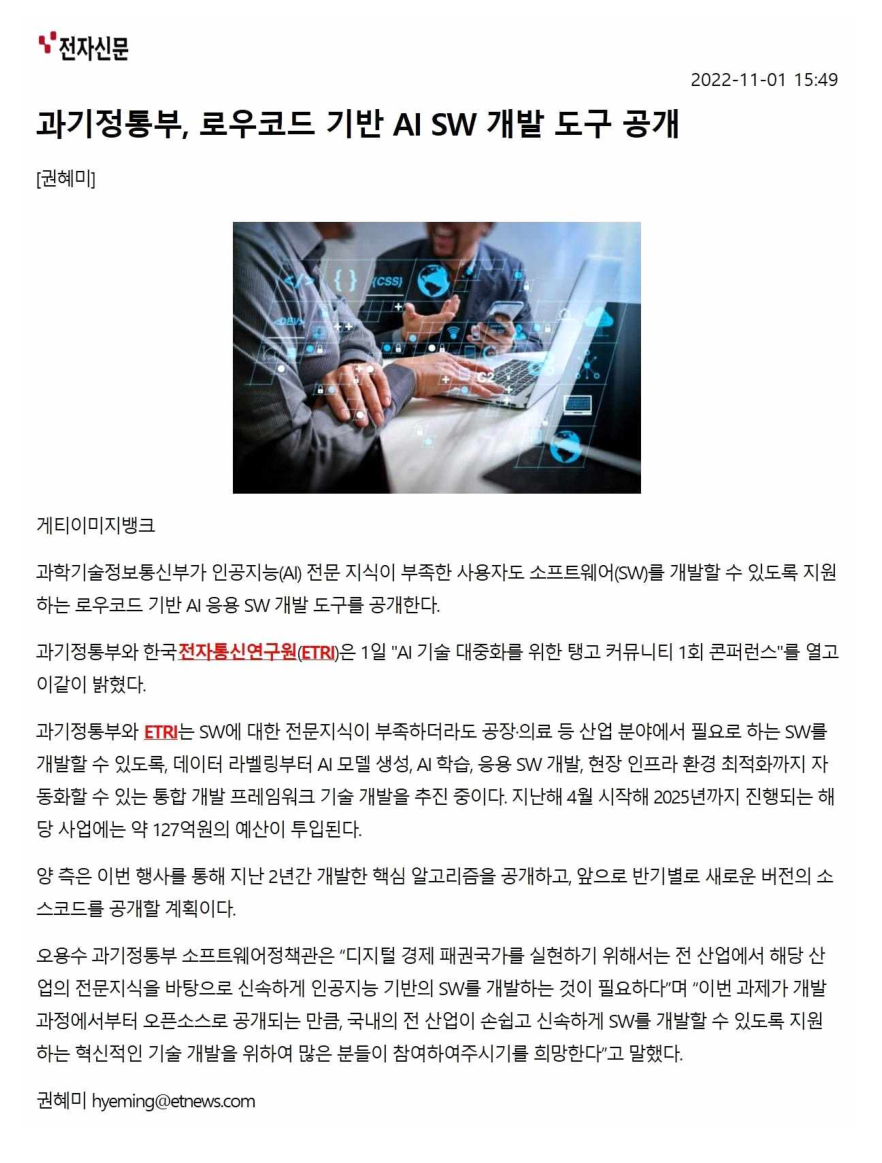 전자신문
2022-11-01 15:49
과기정통부, 로우코드 기반 AI SW 개발 도구 공개
[권혜미]
</>
{ }
{CSS}
<DEV>
게티이미지뱅크
과학기술정보통신부가 인공지능(AI) 전문 지식이 부족한 사용자도 소프트웨어(SW)를 개발할 수 있도록 지원
하는 로우코드 기반 AI 응용 SW 개발 도구를 공개한다.
과기정통부와 한국전자통신연구원(ETRI)은 1일 "AI 기술 대중화를 위한 탱고 커뮤니티 1회 콘퍼런스"를 열고
이같이 밝혔다.
과기정통부와 ETRI는 SW에 대한 전문지식이 부족하더라도 공장·의료 등 산업 분야에서 필요로 하는 SW를
개발할 수 있도록, 데이터 라벨링부터 AI 모델 생성, AI 학습, 응용 SW 개발, 현장 인프라 환경 최적화까지 자
동화할 수 있는 통합 개발 프레임워크 기술 개발을 추진 중이다. 지난해 4월 시작해 2025년까지 진행되는 해
당 사업에는 약 127억원의 예산이 투입된다.
양 측은 이번 행사를 통해 지난 2년간 개발한 핵심 알고리즘을 공개하고, 앞으로 반기별로 새로운 버전의 소
스코드를 공개할 계획이다.
오용수 과기정통부 소프트웨어정책관은 “디지털 경제 패권국가를 실현하기 위해서는 전 산업에서 해당 산
업의 전문지식을 바탕으로 신속하게 인공지능 기반의 SW를 개발하는 것이 필요하다”며 “이번 과제가 개발
과정에서부터 오픈소스로 공개되는 만큼, 국내의 전 산업이 손쉽고 신속하게 SW를 개발할 수 있도록 지원
하는 혁신적인 기술 개발을 위하여 많은 분들이 참여하여주시기를 희망한다”고 말했다.
권혜미 hyeming@etnews.com